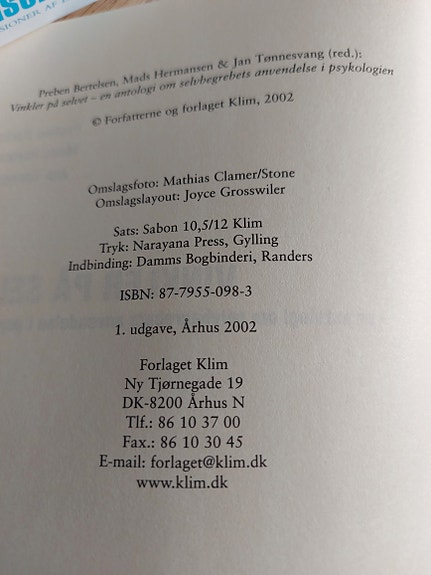 SIONER AF
Preben Bertelsen, Mads Hermansen & Jan Tønnesvang (red.):
Vinkler på selvet – en antologi om selvbegrebets anvendelse i psykologien
© Forfatterne og forlaget Klim, 2002
Omslagsfoto: Mathias Clamer/Stone
Omslagslayout: Joyce Grosswiler
Sats: Sabon 10,5/12 Klim
Tryk: Narayana Press, Gylling
Indbinding: Damms Bogbinderi, Randers
ISBN: 87-7955-098-3
1. udgave, Århus 2002
Forlaget Klim
Ny Tjørnegade 19
DK-8200 Århus N
Tlf.: 86 10 37 00
Fax.: 86 10 30 45
E-mail: forlaget@klim.dk
www.klim.dk